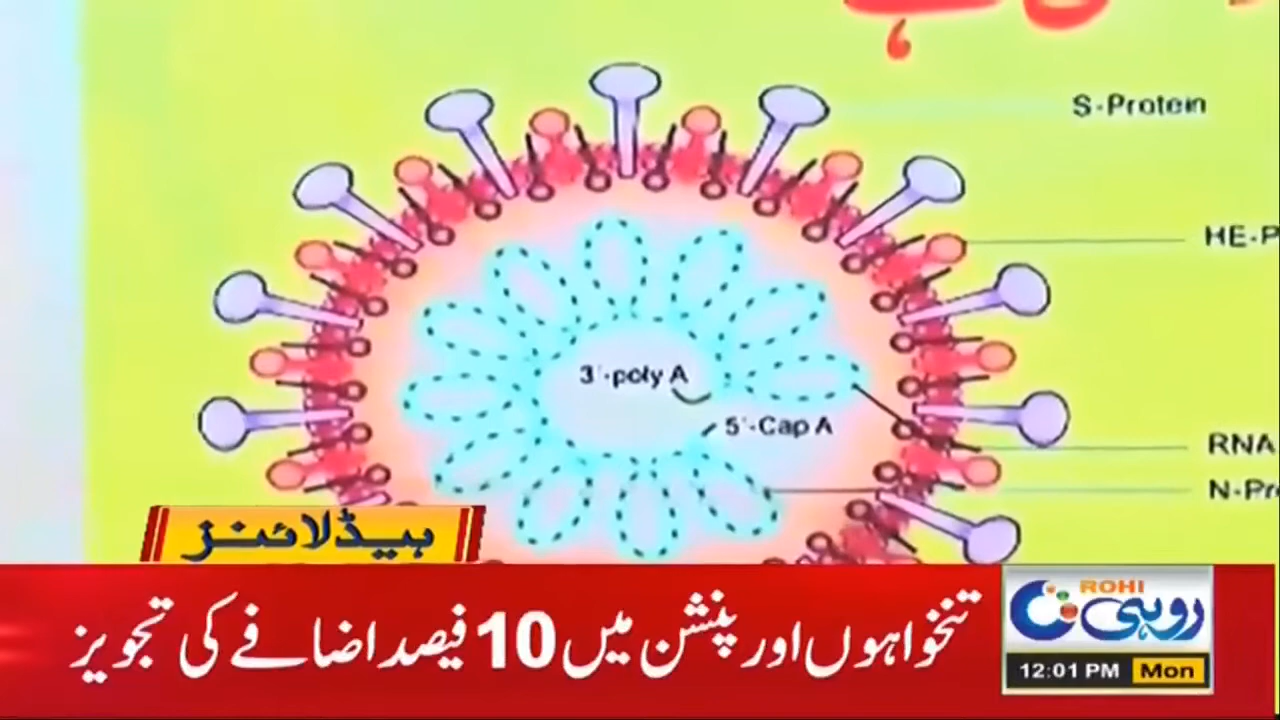 S-Protein
HE-P
3'-poly A
5'-Cap A
RNA
N-Pro
ہیڈلائنز
تنخواہوں اور پنشن میں 10 فیصد اضافے کی تجویز
ROHI
روہی
12:01 PM Mon